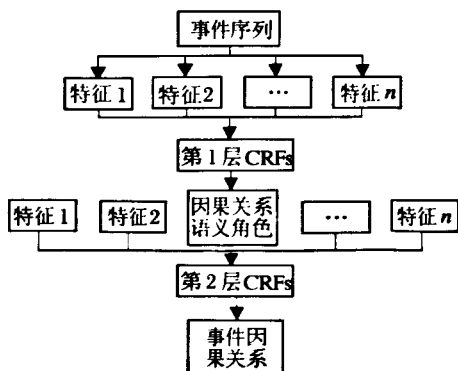 事件序列
特征1 特征2 … 特征n
第1层CRFs
特征1 特征2 因果关系 … 特征n
语义角色
第2层CRFs
事件因
果关系